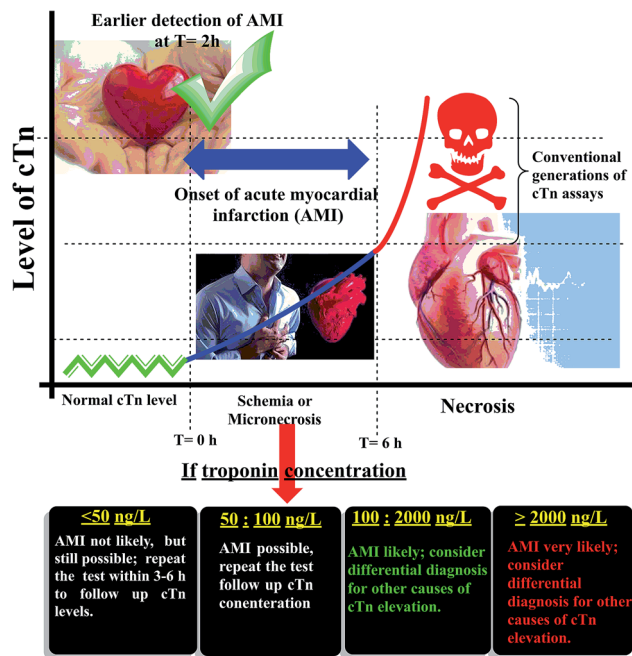 Earlier detection of AMI
at T= 2h
Level of cTn
Onset of acute myocardial
infarction (AMI)
Conventional
generations of
cTn assays
Normal cTn level
Schemia or
Micronecrosis
Necrosis
T= 0 h
T= 6 h
If troponin concentration
<50 ng/L
AMI not likely, but
still possible; repeat
the test within 3-6 h
to follow up cTn
levels.
50 : 100 ng/L
AMI possible,
repeat the test
follow up cTn
conenteration
100 : 2000 ng/L
AMI likely; consider
differential diagnosis
for other causes of
cTn elevation.
> 2000 ng/L
AMI very likely;
consider
differential
diagnosis for other
causes of cTn
elevation.